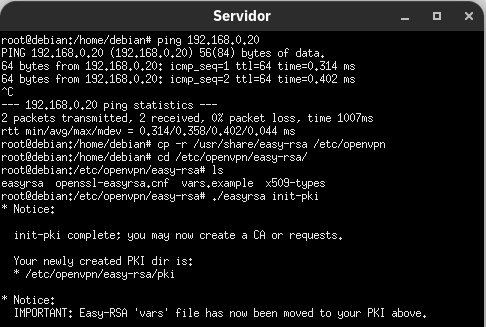 Servidor
root@debian:/home/debian# ping 192.168.0.20
PING 192.168.0.20 (192.168.0.20) 56(84) bytes of data.
64 bytes from 192.168.0.20: icmp_seq=1 ttl=64 time=0.314 ms
64 bytes from 192.168.0.20: icmp_seq=2 ttl=64 time=0.402 ms
^C
--- 192.168.0.20 ping statistics ---
2 packets transmitted, 2 received, 0% packet loss, time 1007ms
rtt min/avg/max/mdev = 0.314/0.358/0.402/0.044 ms
root@debian:/home/debian# cp -r /usr/share/easy-rsa /etc/openvpn
root@debian:/home/debian# cd /etc/openvpn/easy-rsa/
root@debian:/etc/openvpn/easy-rsa# ls
easyrsa  openssl-easyrsa.cnf  vars.example  x509-types
root@debian:/etc/openvpn/easy-rsa# ./easyrsa init-pki
* Notice:
init-pki complete; you may now create a CA or requests.
Your newly created PKI dir is:
* /etc/openvpn/easy-rsa/pki
* Notice:
IMPORTANT: Easy-RSA 'vars' file has now been moved to your PKI above.